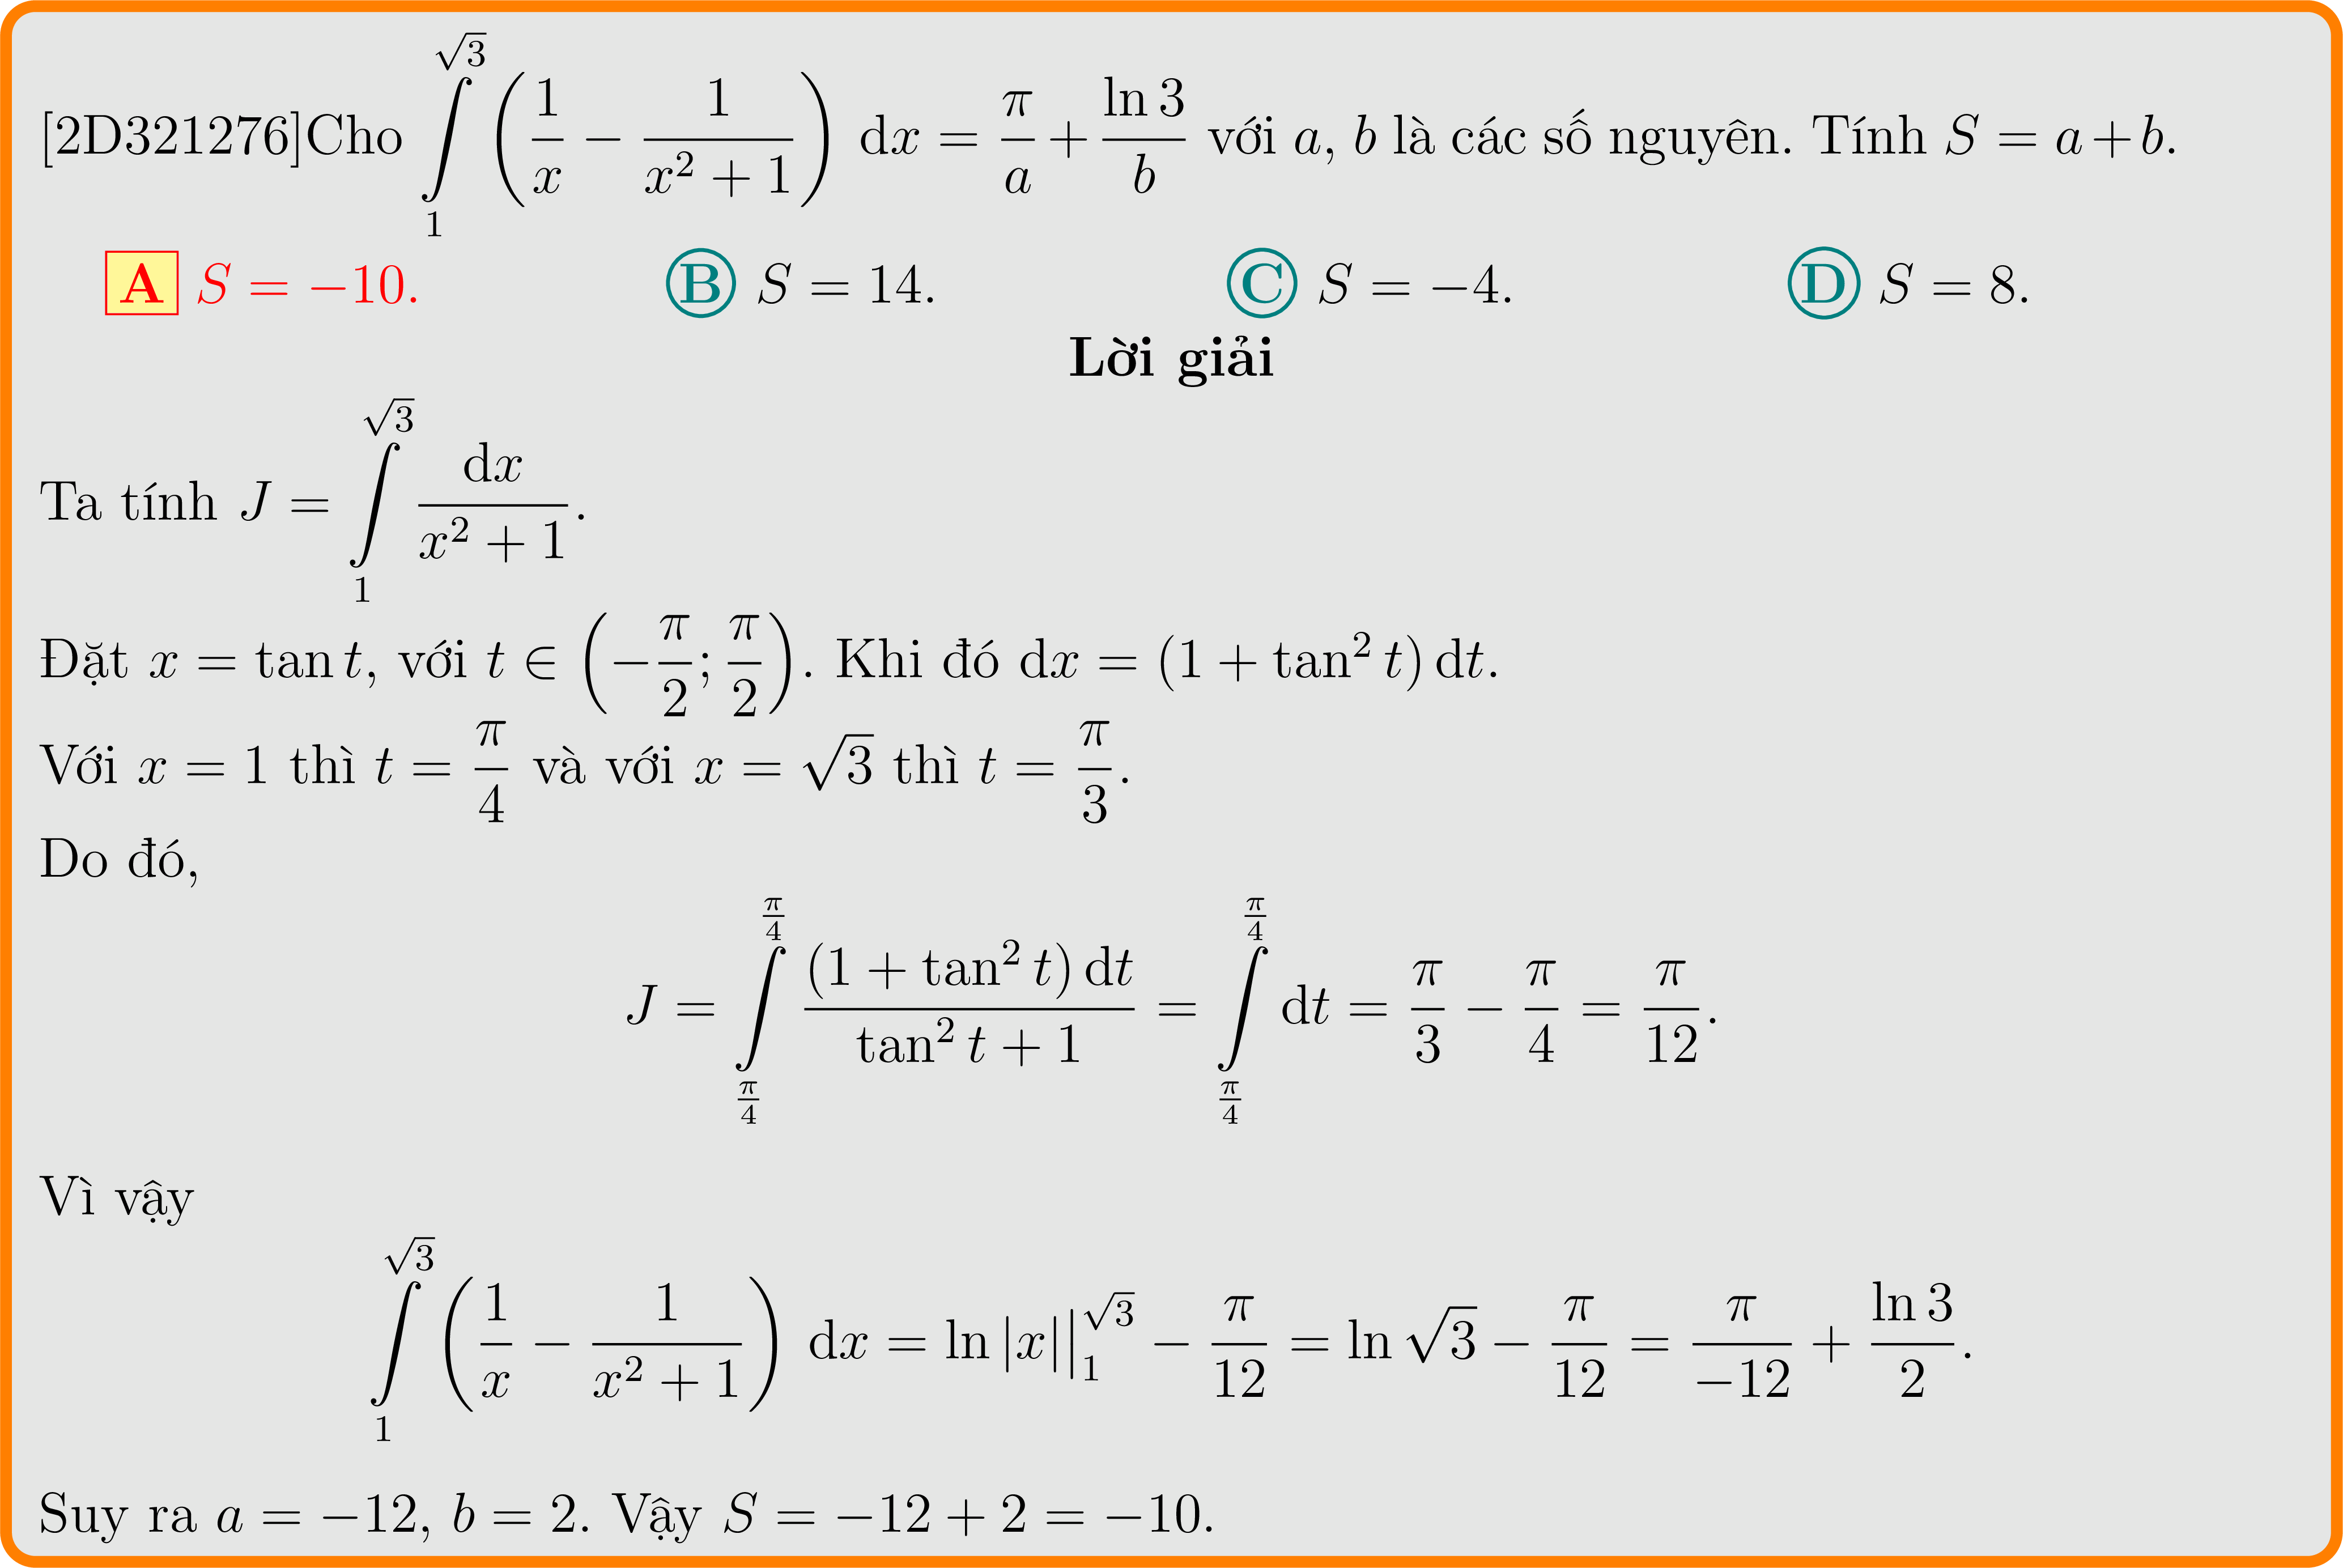 [2D321276]Cho $\int\limits_{1}^{\sqrt{3}} \left(\frac{1}{x} - \frac{1}{x^2+1}\right) \mathrm{d}x = \frac{\pi}{a} + \frac{\ln 3}{b}$ với $a$, $b$ là các số nguyên. Tính $S = a + b$.
A $S = -10$. B $S = 14$. C $S = -4$. D $S = 8$.
Lời giải
Ta tính $J = \int\limits_{1}^{\sqrt{3}} \frac{\mathrm{d}x}{x^2+1}$.
Đặt $x = \tan t$, với $t \in \left(-\frac{\pi}{2}; \frac{\pi}{2}\right)$. Khi đó $\mathrm{d}x = (1 + \tan^2 t)\,\mathrm{d}t$.
Với $x = 1$ thì $t = \frac{\pi}{4}$ và với $x = \sqrt{3}$ thì $t = \frac{\pi}{3}$.
Do đó,
$J = \int\limits_{\frac{\pi}{4}}^{\frac{\pi}{4}} \frac{(1 + \tan^2 t)\,\mathrm{d}t}{\tan^2 t + 1} = \int\limits_{\frac{\pi}{4}}^{\frac{\pi}{4}} \mathrm{d}t = \frac{\pi}{3} - \frac{\pi}{4} = \frac{\pi}{12}$.
Vì vậy
$\int\limits_{1}^{\sqrt{3}} \left(\frac{1}{x} - \frac{1}{x^2+1}\right) \mathrm{d}x = \ln|x|\Big|_{1}^{\sqrt{3}} - \frac{\pi}{12} = \ln\sqrt{3} - \frac{\pi}{12} = \frac{\pi}{-12} + \frac{\ln 3}{2}$.
Suy ra $a = -12$, $b = 2$. Vậy $S = -12 + 2 = -10$.